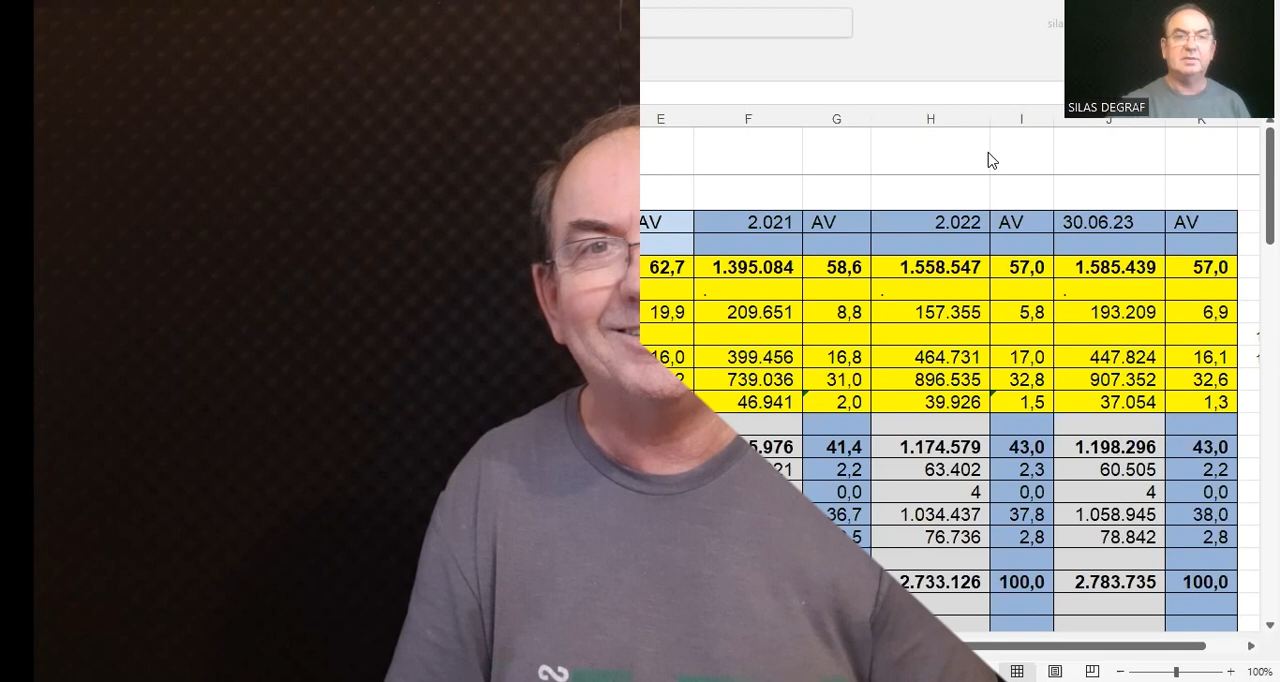 SILAS DEGRAF
E F G H I J K
AV 2.021 AV 2.022 AV 30.06.23 AV
62,7 1.395.084 58,6 1.558.547 57,0 1.585.439 57,0
. . .
19,9 209.651 8,8 157.355 5,8 193.209 6,9
16,0 399.456 16,8 464.731 17,0 447.824 16,1
739.036 31,0 896.535 32,8 907.352 32,6
46.941 2,0 39.926 1,5 37.054 1,3
5.976 41,4 1.174.579 43,0 1.198.296 43,0
21 2,2 63.402 2,3 60.505 2,2
0,0 4 0,0 4 0,0
36,7 1.034.437 37,8 1.058.945 38,0
5 76.736 2,8 78.842 2,8
2.733.126 100,0 2.783.735 100,0
− + 100%